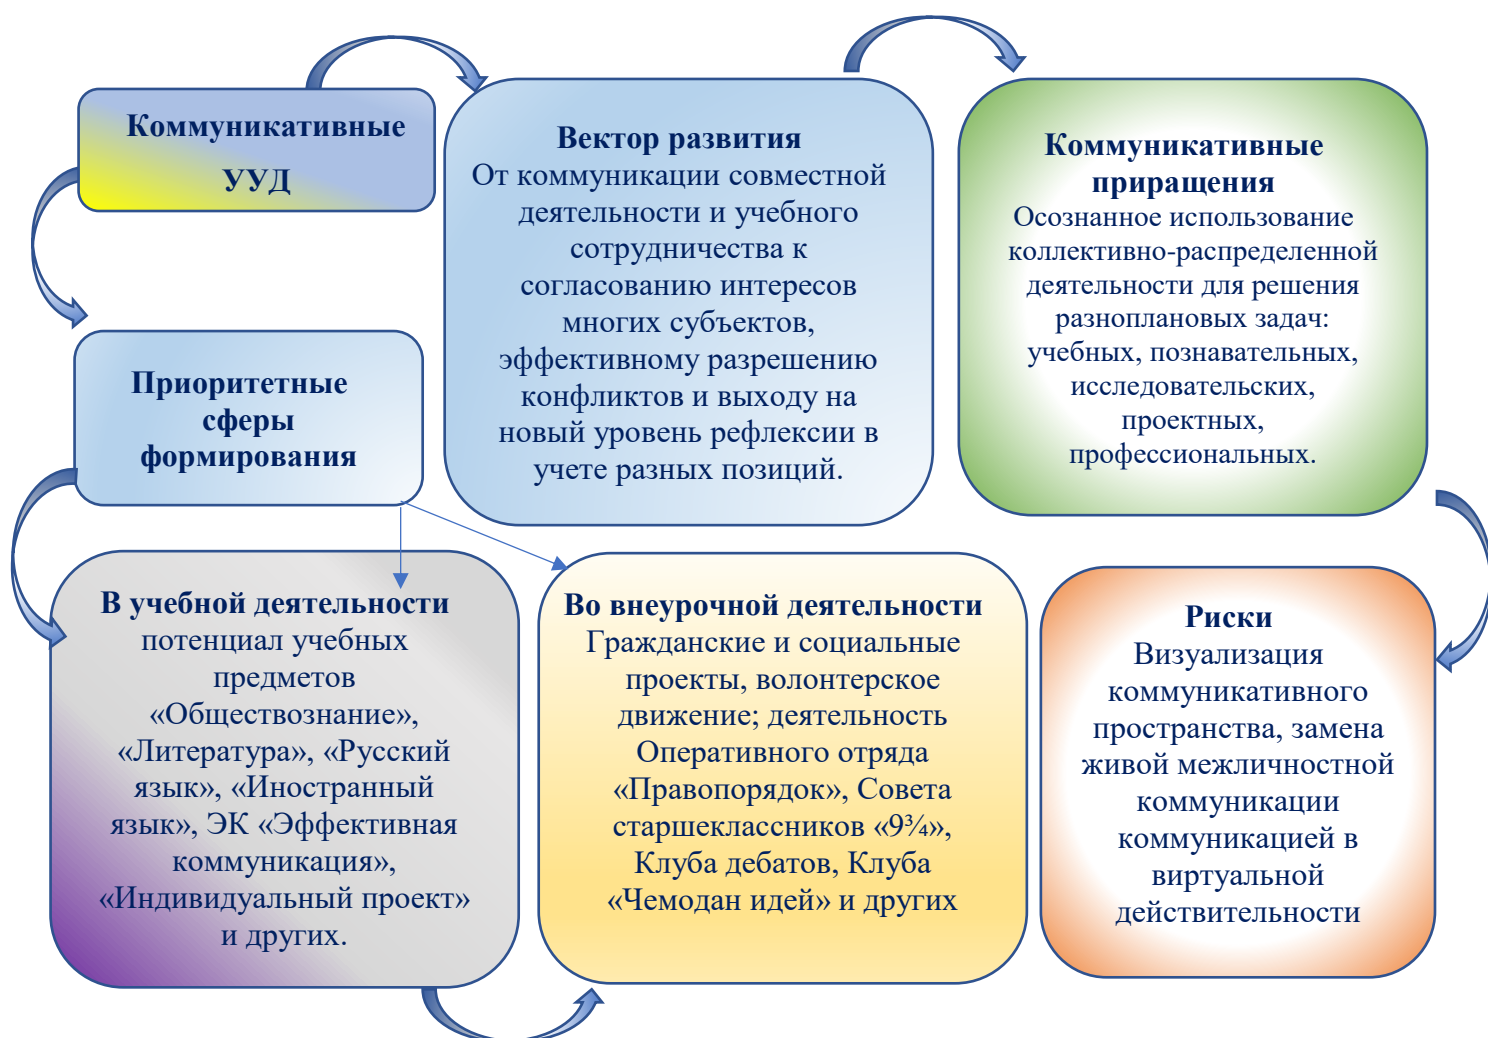 Коммуникативные
УУД
Вектор развития
От коммуникации совместной
деятельности и учебного
сотрудничества к
согласованию интересов
многих субъектов,
эффективному разрешению
конфликтов и выходу на
новый уровень рефлексии в
учете разных позиций.
Коммуникативные
приращения
Осознанное использование
коллективно-распределенной
деятельности для решения
разноплановых задач:
учебных, познавательных,
исследовательских,
проектных,
профессиональных.
Приоритетные
сферы
формирования
В учебной деятельности
потенциал учебных
предметов
«Обществознание»,
«Литература», «Русский
язык», «Иностранный
язык», ЭК «Эффективная
коммуникация»,
«Индивидуальный проект»
и других.
Во внеурочной деятельности
Гражданские и социальные
проекты, волонтерское
движение; деятельность
Оперативного отряда
«Правопорядок», Совета
старшеклассников «9¾»,
Клуба дебатов, Клуба
«Чемодан идей» и других
Риски
Визуализация
коммуникативного
пространства, замена
живой межличностной
коммуникации
коммуникацией в
виртуальной
действительности